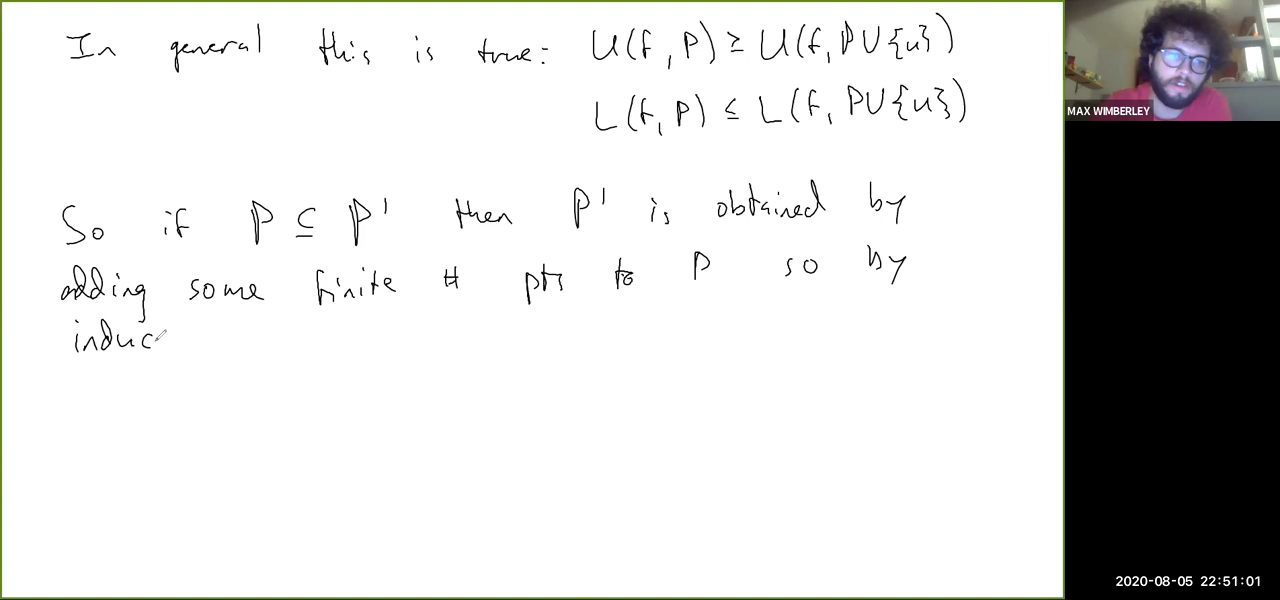 In general this is true: U(f, P) ≥ U(f, P∪{u})
L(f, P) ≤ L(f, P∪{u})
So if P ⊆ P' then P' is obtained by
adding some finite # pts to P so by
induc
MAX WIMBERLEY
2020-08-05 22:51:01